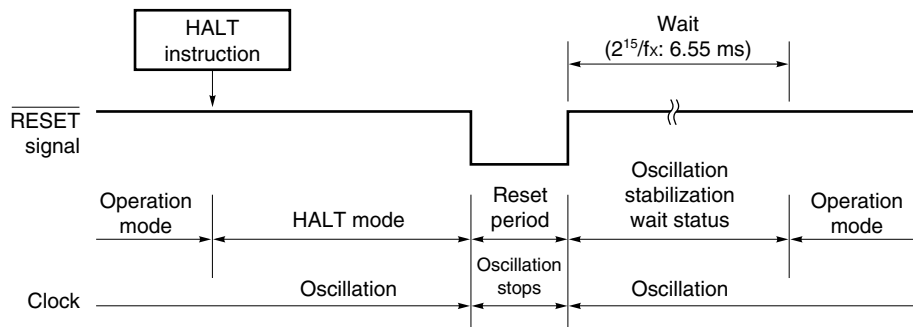 HALT
instruction
Wait
(2¹⁵/fX: 6.55 ms)
RESET
signal
Operation
mode
HALT mode
Reset
period
Oscillation
stabilization
wait status
Operation
mode
Clock
Oscillation
Oscillation
stops
Oscillation